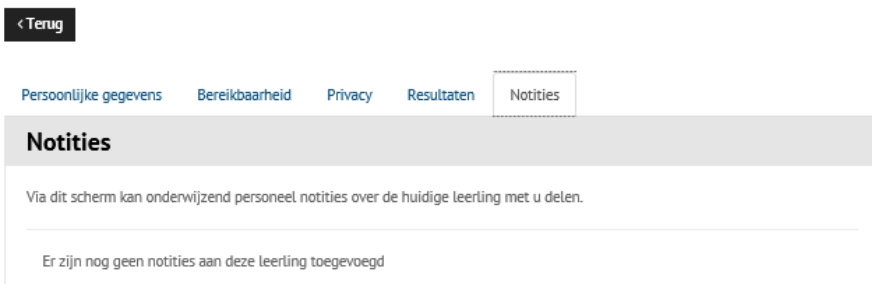 ‹ Terug
Persoonlijke gegevens Bereikbaarheid Privacy Resultaten Notities
Notities
Via dit scherm kan onderwijzend personeel notities over de huidige leerling met u delen.
Er zijn nog geen notities aan deze leerling toegevoegd